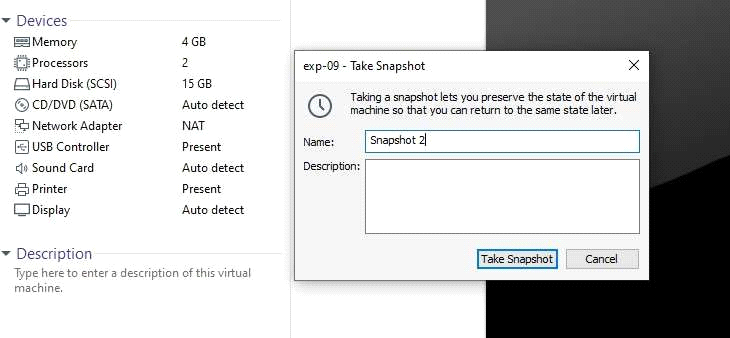 Devices
Memory 4 GB
Processors 2
Hard Disk (SCSI) 15 GB
CD/DVD (SATA) Auto detect
Network Adapter NAT
USB Controller Present
Sound Card Auto detect
Printer Present
Display Auto detect
Description
Type here to enter a description of this virtual
machine.
exp-09 - Take Snapshot
Taking a snapshot lets you preserve the state of the virtual
machine so that you can return to the same state later.
Name: Snapshot 2
Description:
Take Snapshot Cancel